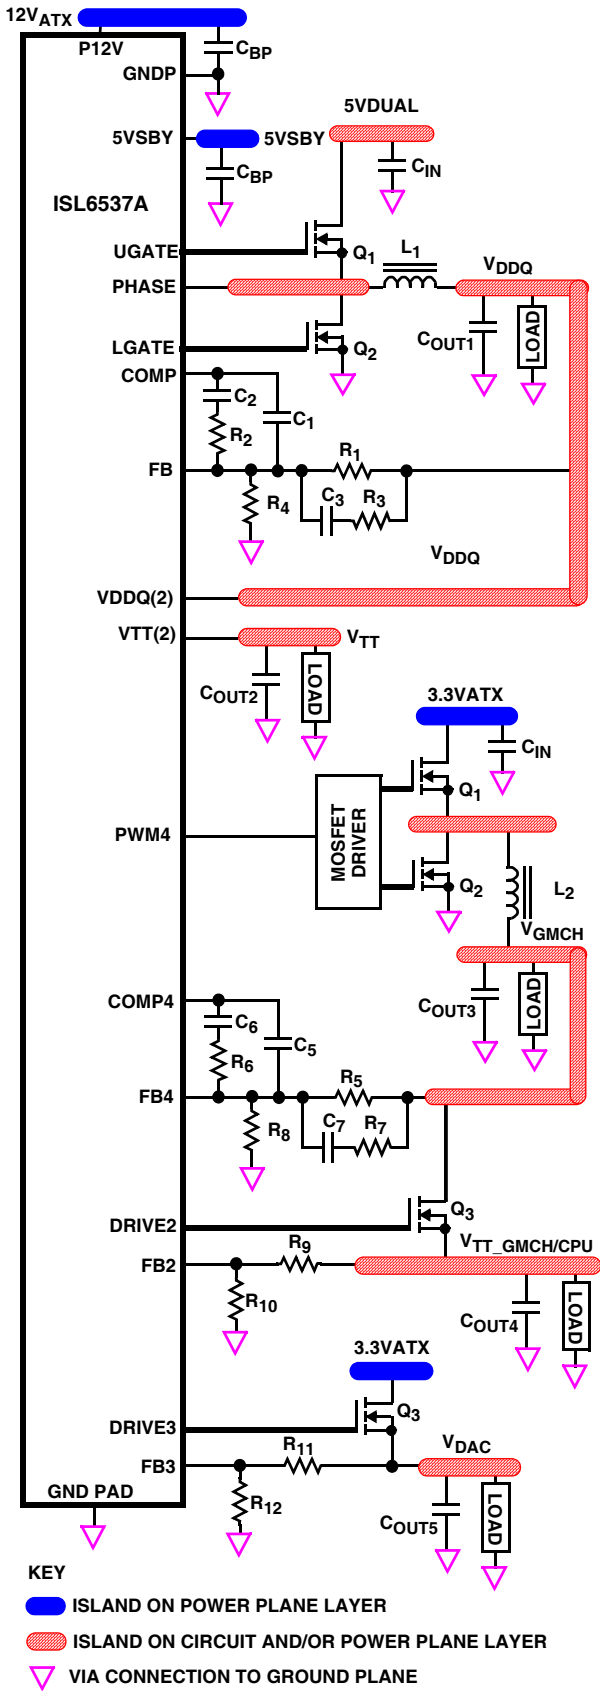 12VATX
P12V
CBP
GNDP
5VSBY
5VSBY
CBP
5VDUAL
CIN
ISL6537A
UGATE
Q1
L1
VDDQ
PHASE
COUT1
LOAD
LGATE
Q2
COMP
C2
C1
R2
R1
FB
C3
R3
R4
VDDQ
VDDQ(2)
VTT(2)
VTT
COUT2
LOAD
3.3VATX
CIN
Q1
PWM4
MOSFET
DRIVER
Q2
L2
VGMCH
COUT3
LOAD
COMP4
C6
C5
R6
R5
FB4
C7
R7
R8
Q3
DRIVE2
VTT_GMCH/CPU
R9
FB2
R10
COUT4
LOAD
3.3VATX
Q3
DRIVE3
R11
VDAC
FB3
GND PAD
R12
COUT5
LOAD
KEY
ISLAND ON POWER PLANE LAYER
ISLAND ON CIRCUIT AND/OR POWER PLANE LAYER
VIA CONNECTION TO GROUND PLANE